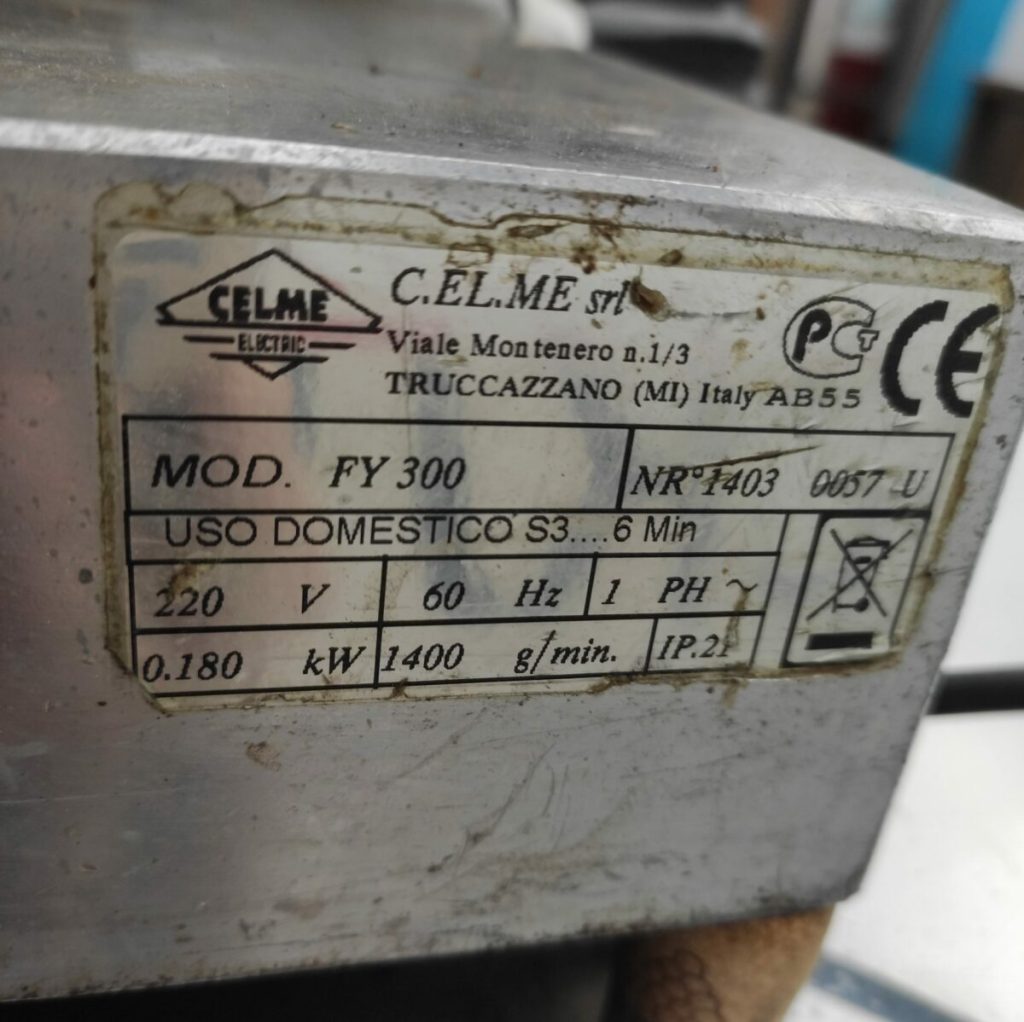 CELME
ELECTRIC
C.EL.ME srl
Viale Montenero n.1/3
TRUCCAZZANO (MI) Italy AB55
PCT CE
MOD. FY 300 NR°1403 0057 U
USO DOMESTICO S3....6 Min
220 V 60 Hz 1 PH ~
0.180 kW 1400 g/min. IP.21